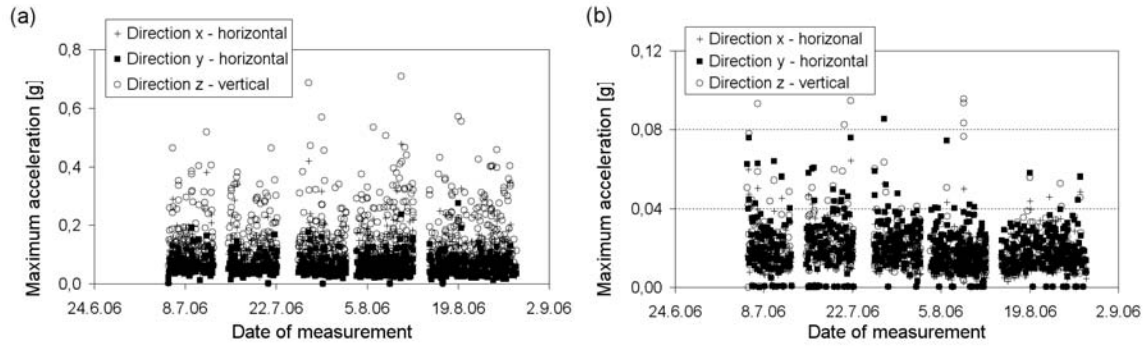 (a)
Direction x - horizontal
Direction y - horizontal
Direction z - vertical
Maximum acceleration [g]
0,8
0,6
0,4
0,2
0,0
24.6.06 8.7.06 22.7.06 5.8.06 19.8.06 2.9.06
Date of measurement
(b)
Direction x - horizonal
Direction y - horizontal
Direction z - vertical
Maximum acceleration [g]
0,12
0,08
0,04
0,00
24.6.06 8.7.06 22.7.06 5.8.06 19.8.06 2.9.06
Date of measurement